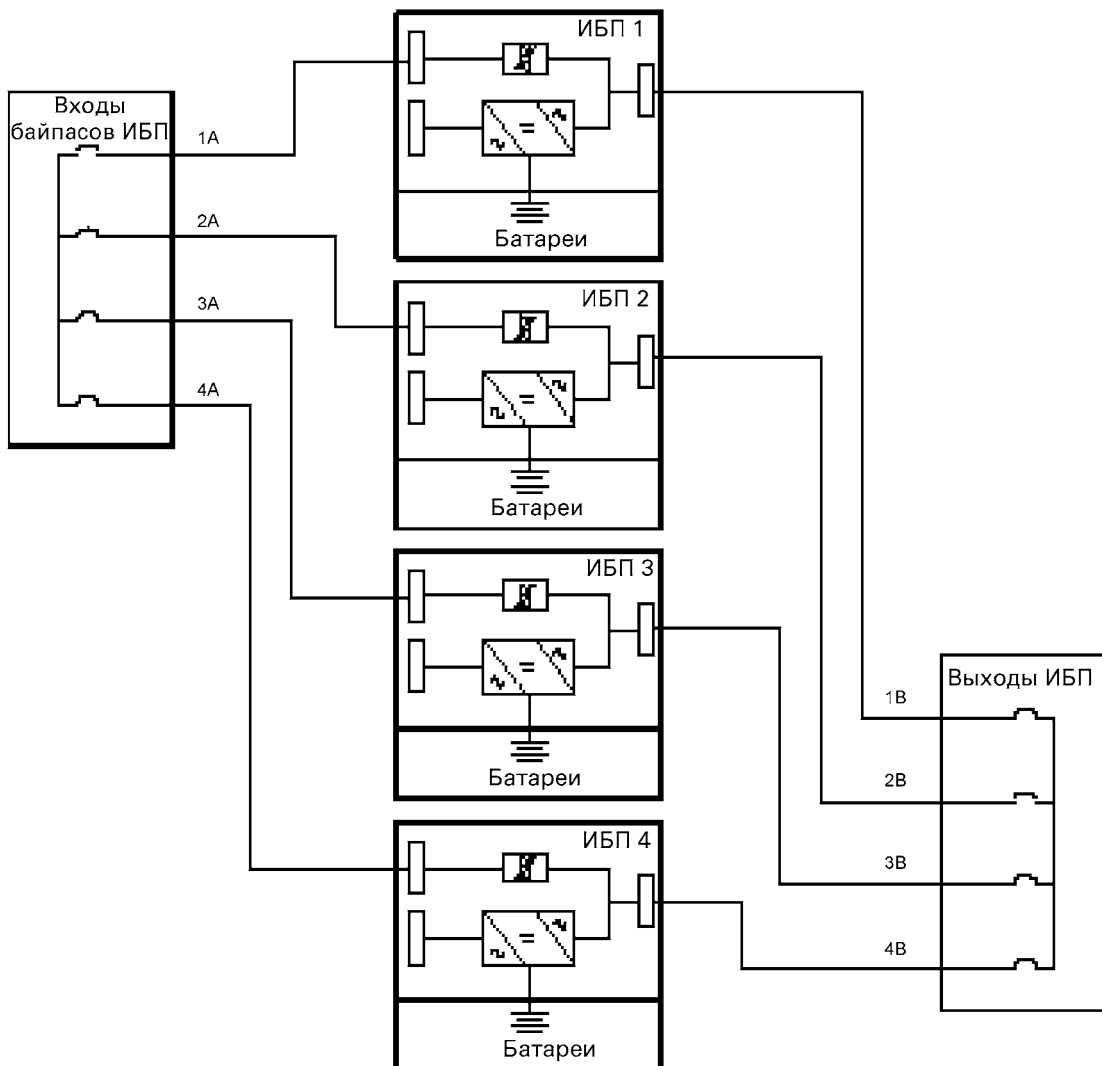 ИБП 1
Входы
байпасов ИБП
1A
2A
3A
4A
Батареи
ИБП 2
Батареи
ИБП 3
Батареи
ИБП 4
Батареи
Выходы ИБП
1B
2B
3B
4B